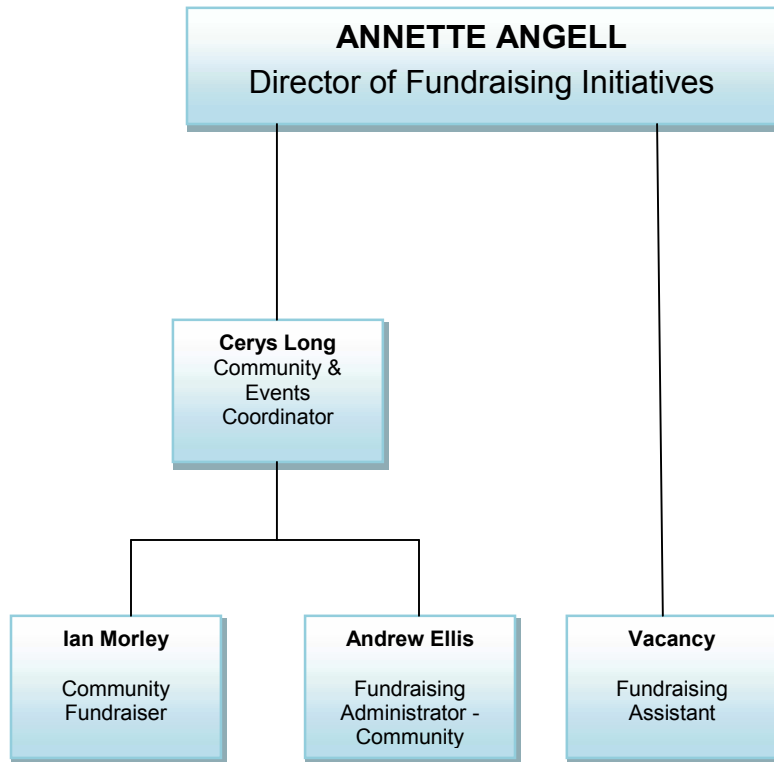 ANNETTE ANGELL
Director of Fundraising Initiatives
Cerys Long
Community &
Events
Coordinator
Ian Morley
Community
Fundraiser
Andrew Ellis
Fundraising
Administrator -
Community
Vacancy
Fundraising
Assistant